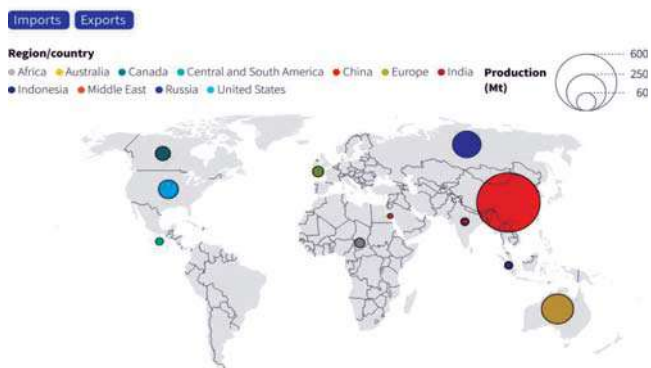 Imports Exports
Region/country
Africa Australia Canada Central and South America China Europe India
Indonesia Middle East Russia United States
Production
(Mt)
600
250
60